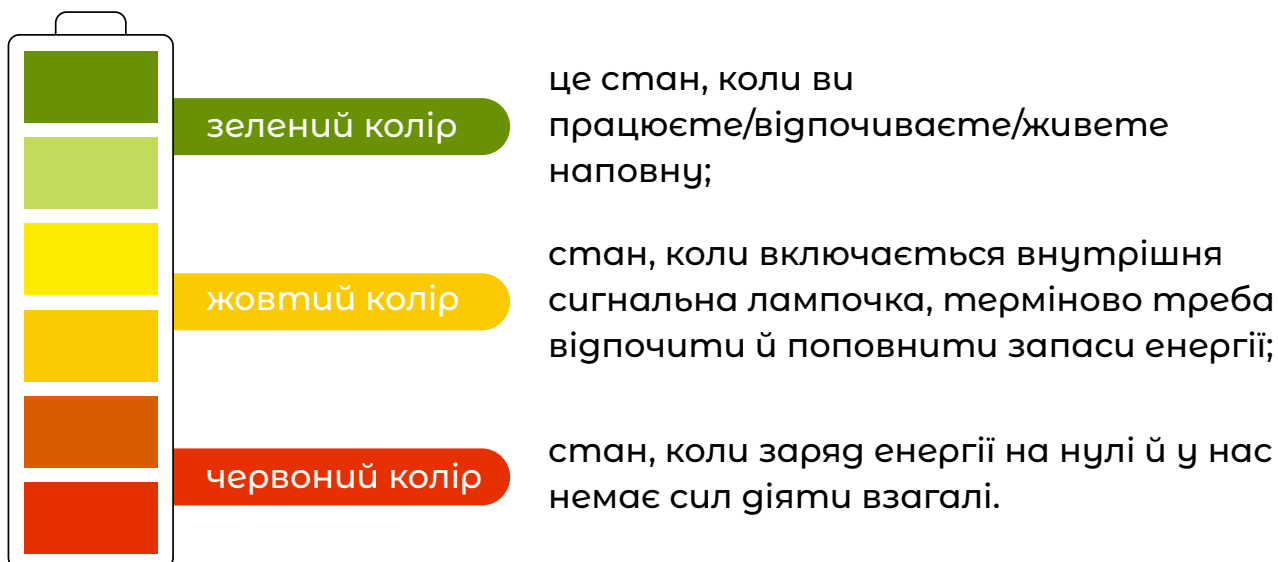 зелений колір
це стан, коли ви
працюєте/відпочиваєте/живете
наповну;
жовтий колір
стан, коли включається внутрішня
сигнальна лампочка, терміново треба
відпочити й поповнити запаси енергії;
червоний колір
стан, коли заряд енергії на нулі й у нас
немає сил діяти взагалі.